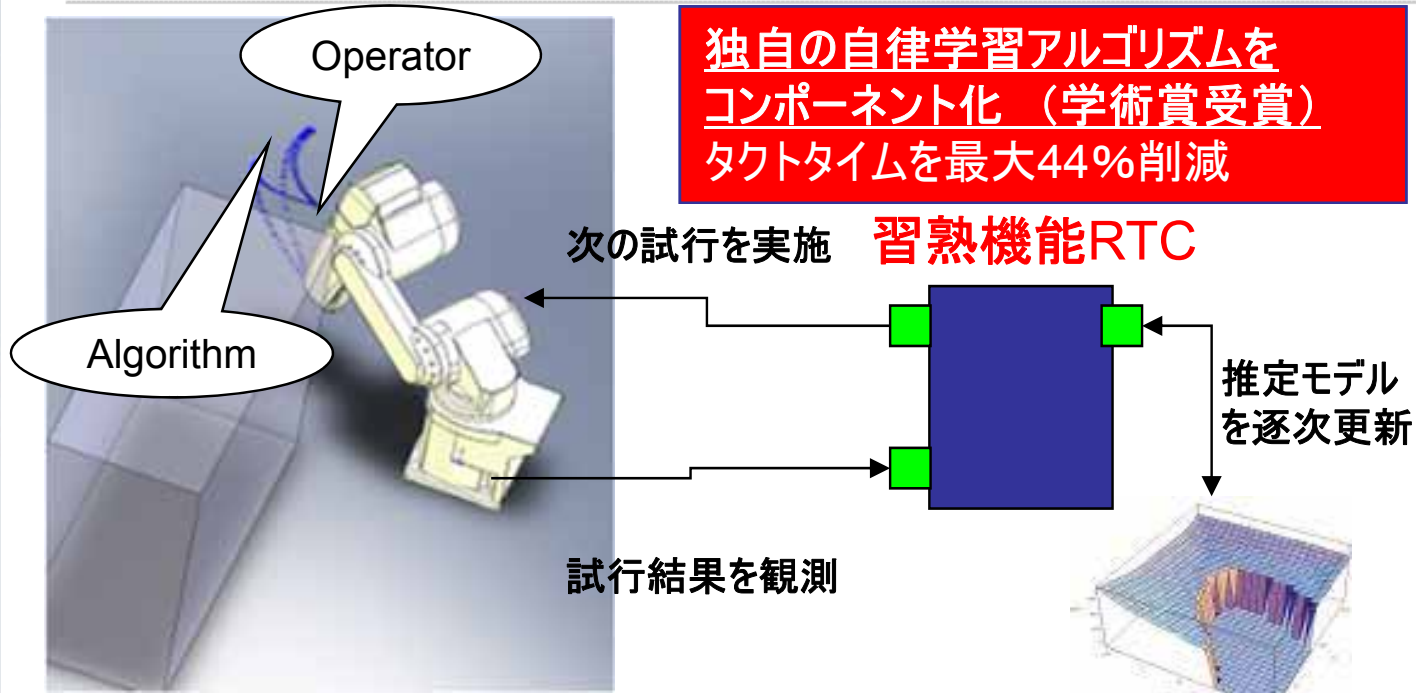 Operator
独自の自律学習アルゴリズムを
コンポーネント化 （学術賞受賞）
タクトタイムを最大44%削減
次の試行を実施
習熟機能RTC
Algorithm
推定モデル
を逐次更新
試行結果を観測